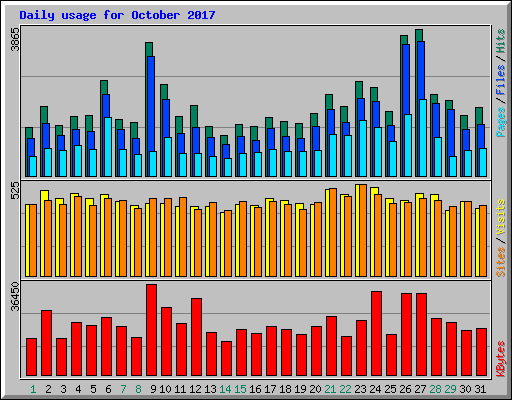 Daily usage for October 2017
3865
Pages / Files / Hits
525
Sites / Visits
36450
KBytes
1 2 3 4 5 6 7 8 9 10 11 12 13 14 15 16 17 18 19 20 21 22 23 24 25 26 27 28 29 30 31